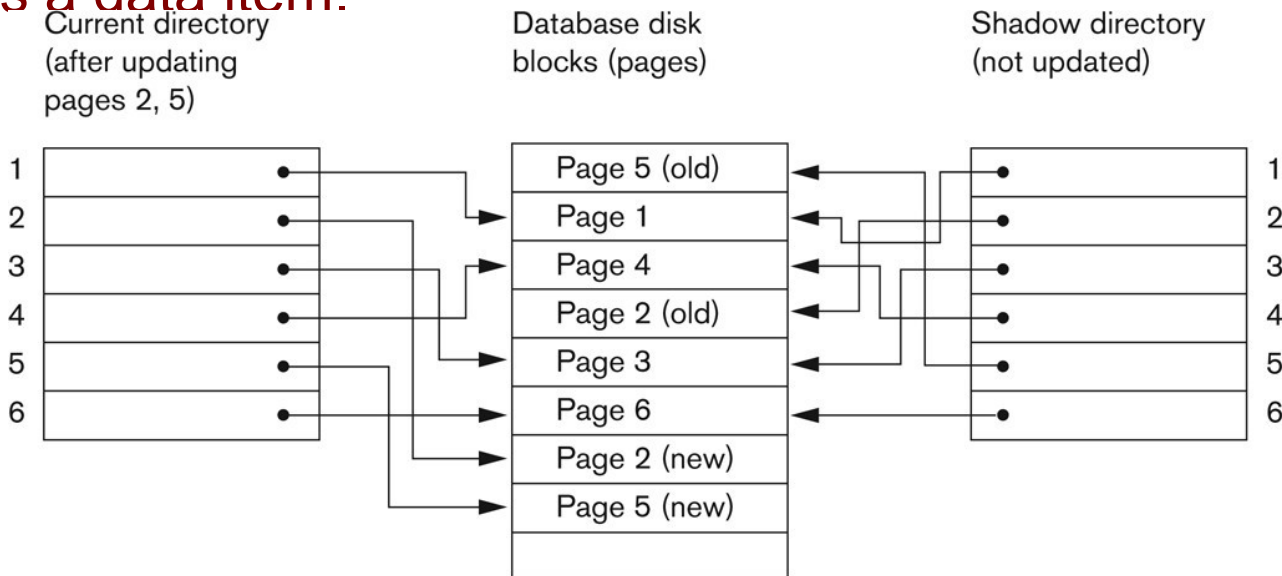 s a data item.
Current directory
(after updating
pages 2, 5)
Database disk
blocks (pages)
Shadow directory
(not updated)
1
2
3
4
5
6
Page 5 (old)
Page 1
Page 4
Page 2 (old)
Page 3
Page 6
Page 2 (new)
Page 5 (new)
1
2
3
4
5
6